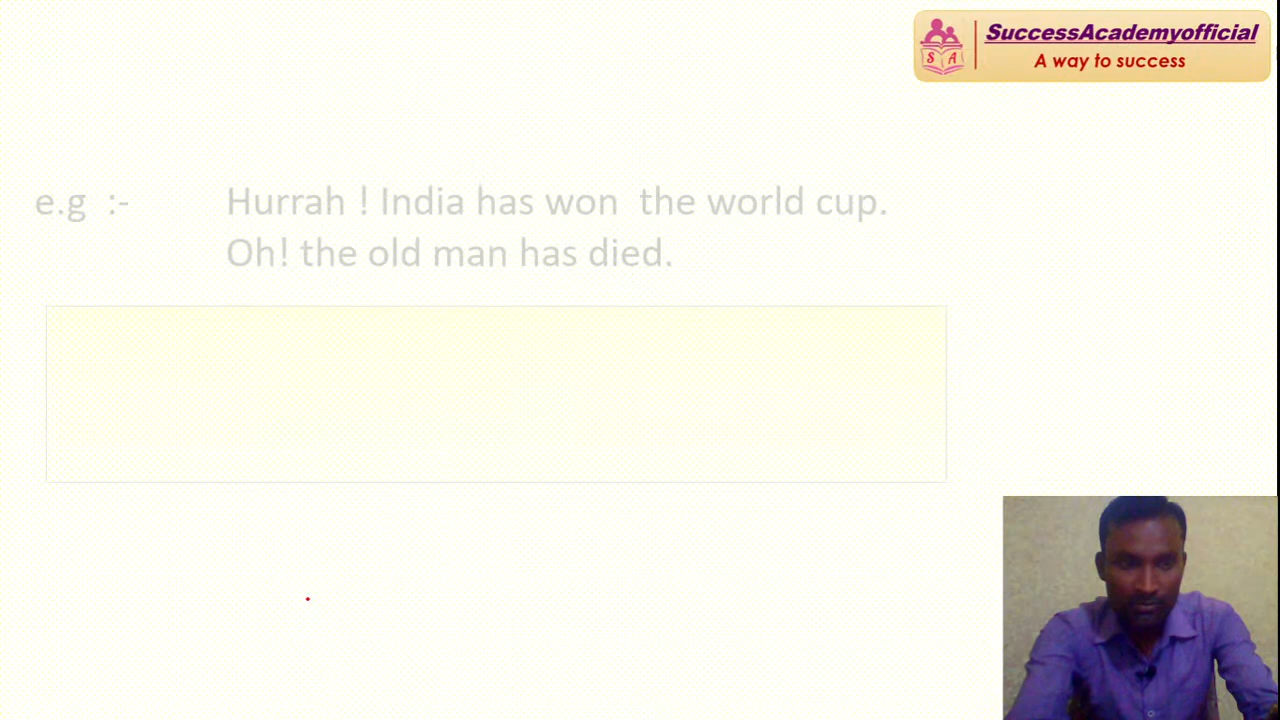 SuccessAcademyofficial
S A
A way to success
e.g :- Hurrah ! India has won the world cup.
Oh! the old man has died.